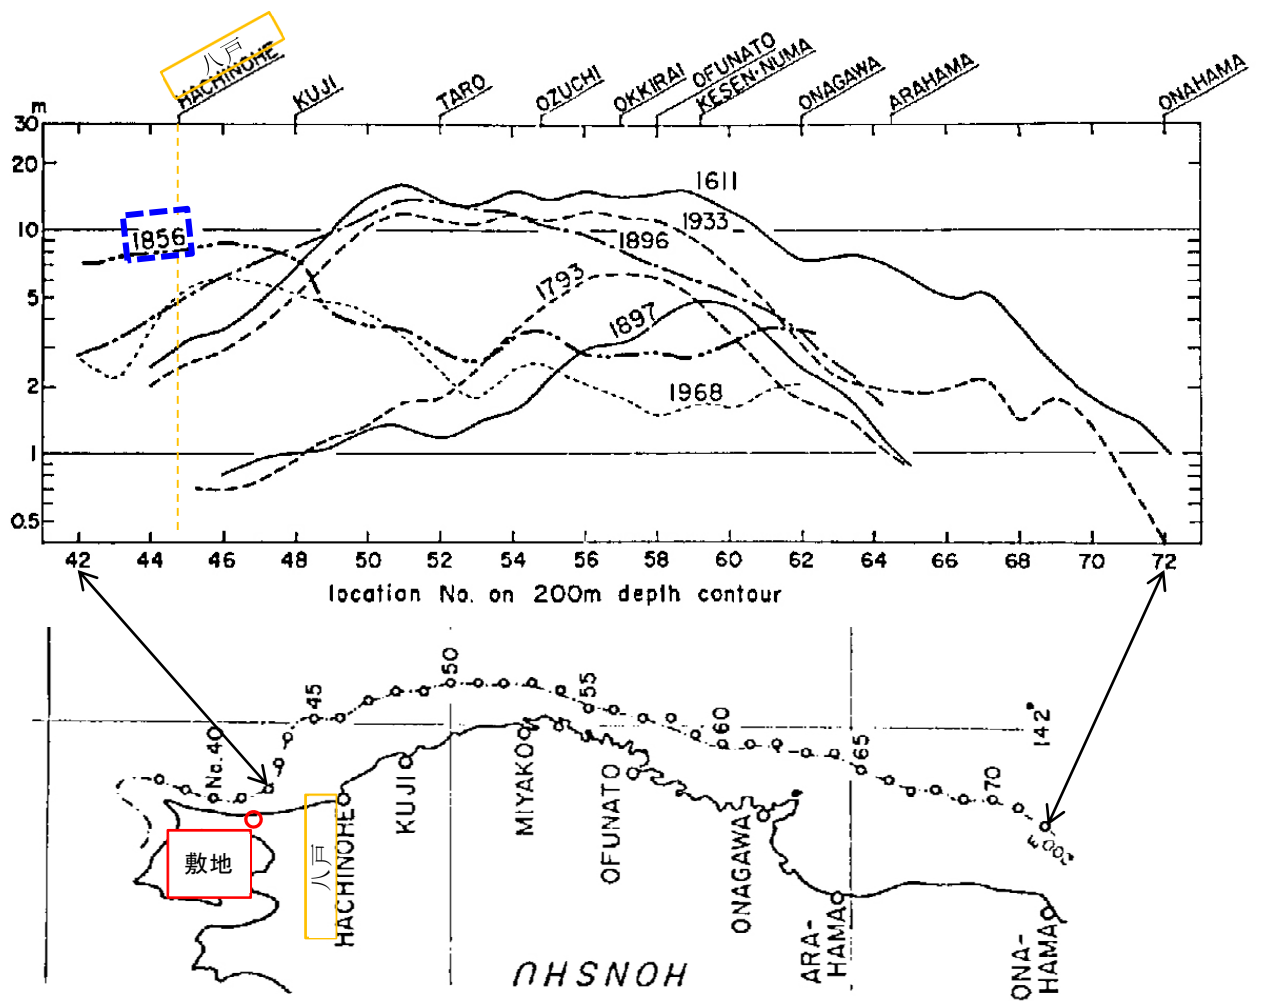 八戸
HACHINOHE
KUJI
TARO
OZUCHI
OKKIRAI
OFUNATO
KESEN-NUMA
ONAGAWA
ARAHAMA
ONAHAMA
m
30
20
10
5
2
1
0.5
1611
1856
1933
1896
1793
1897
1968
42 44 46 48 50 52 54 56 58 60 62 64 66 68 70 72
location No. on 200m depth contour
No. 40
45
50
55
60
65
70
142°
200m
敷地
八戸
HACHINOHE
KUJI
MIYAKO
OFUNATO
ONAGAWA
ARA-
HAMA
ONA-
HAMA
HONSHU